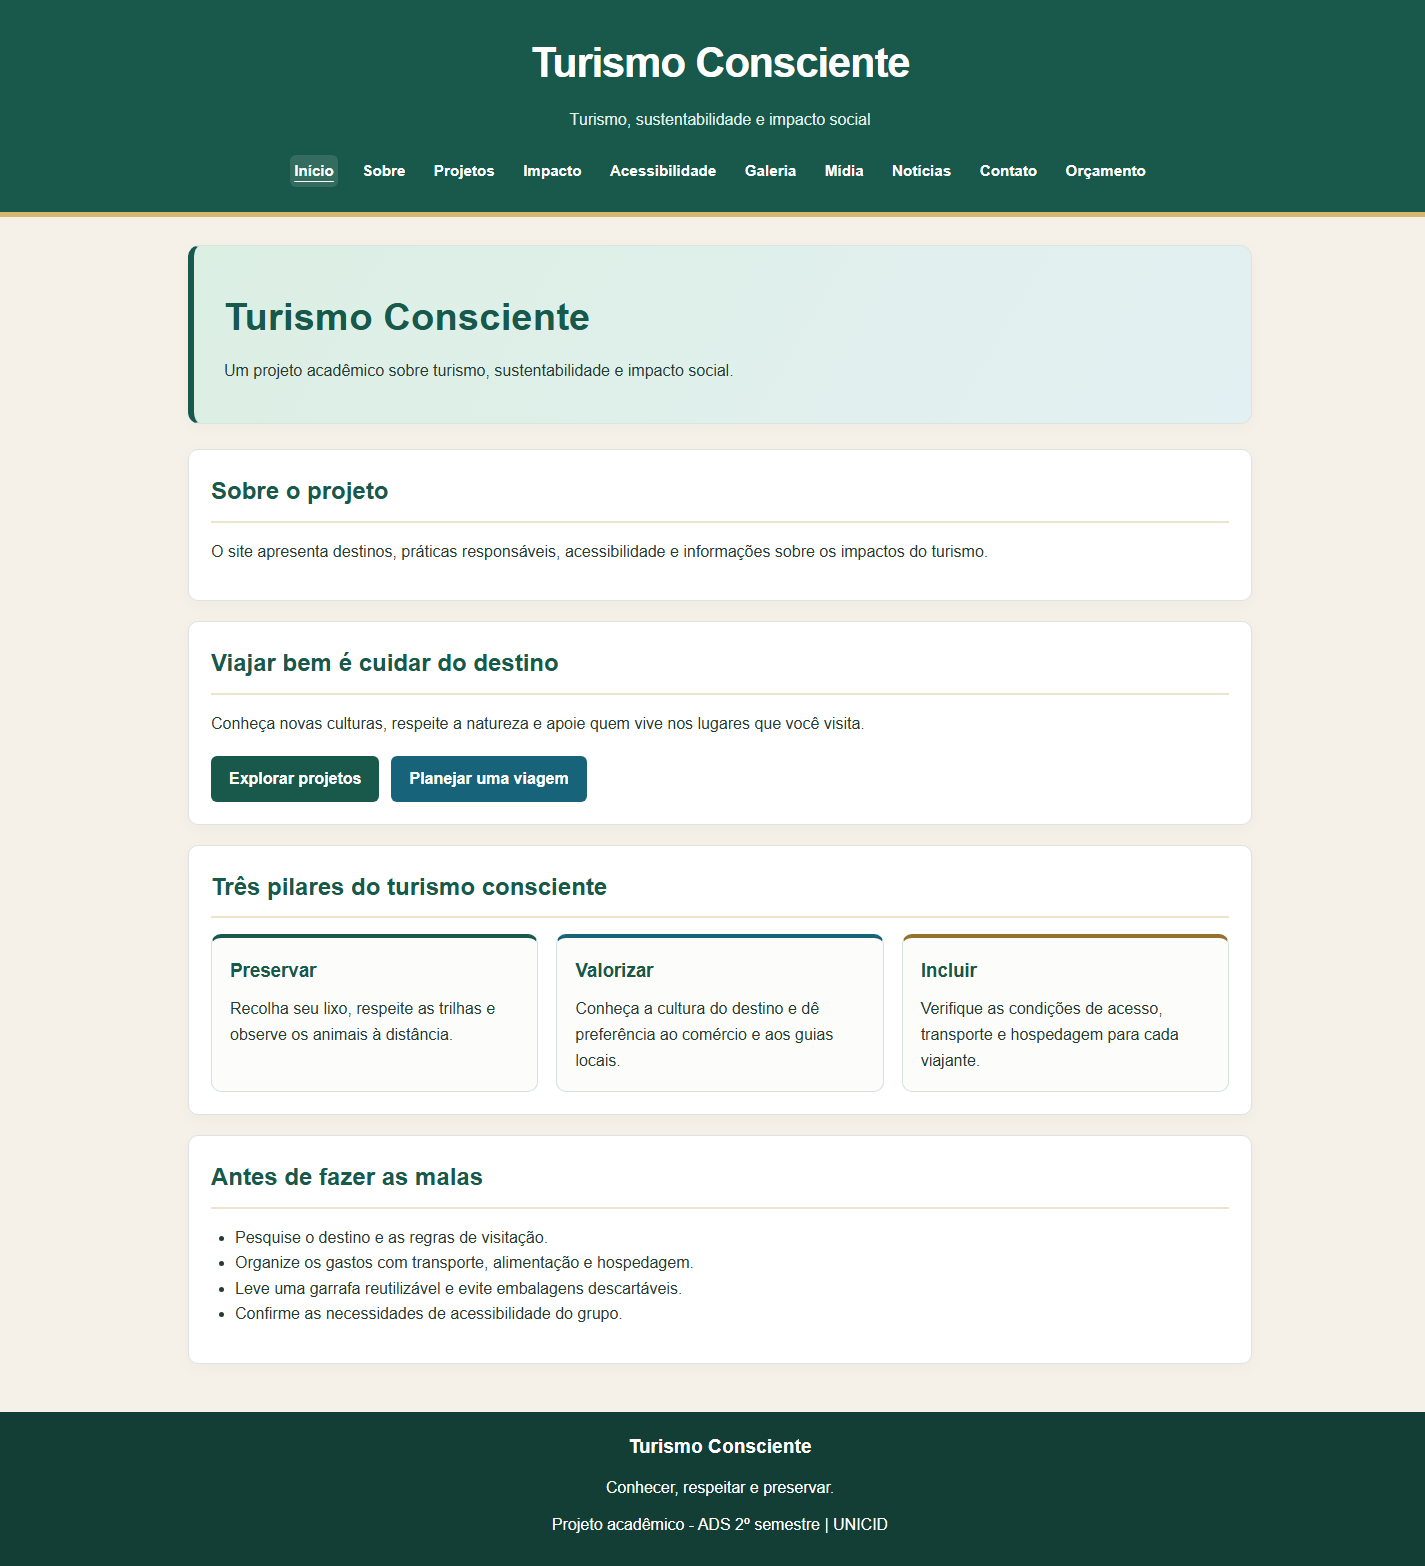 Turismo Consciente
Turismo, sustentabilidade e impacto social
Início Sobre Projetos Impacto Acessibilidade Galeria Mídia Notícias Contato Orçamento
Turismo Consciente
Um projeto acadêmico sobre turismo, sustentabilidade e impacto social.
Sobre o projeto
O site apresenta destinos, práticas responsáveis, acessibilidade e informações sobre os impactos do turismo.
Viajar bem é cuidar do destino
Conheça novas culturas, respeite a natureza e apoie quem vive nos lugares que você visita.
Explorar projetos Planejar uma viagem
Três pilares do turismo consciente
Preservar
Recolha seu lixo, respeite as trilhas e
observe os animais à distância.
Valorizar
Conheça a cultura do destino e dê
preferência ao comércio e aos guias
locais.
Incluir
Verifique as condições de acesso,
transporte e hospedagem para cada
viajante.
Antes de fazer as malas
• Pesquise o destino e as regras de visitação.
• Organize os gastos com transporte, alimentação e hospedagem.
• Leve uma garrafa reutilizável e evite embalagens descartáveis.
• Confirme as necessidades de acessibilidade do grupo.
Turismo Consciente
Conhecer, respeitar e preservar.
Projeto acadêmico - ADS 2º semestre | UNICID